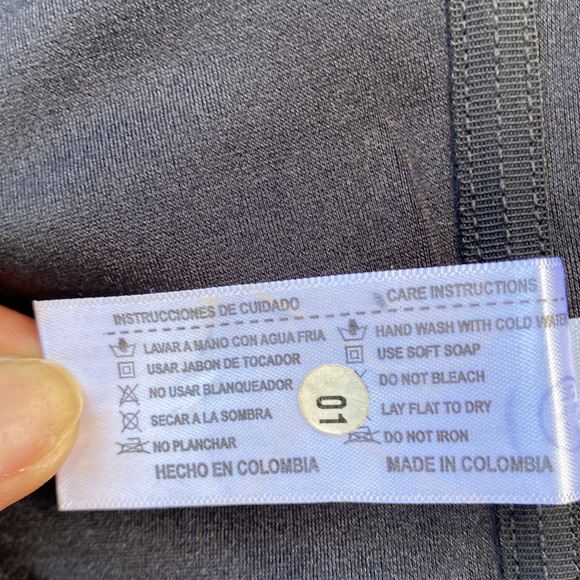 INSTRUCCIONES DE CUIDADO
LAVAR A MANO CON AGUA FRIA
USAR JABON DE TOCADOR
NO USAR BLANQUEADOR
SECAR A LA SOMBRA
NO PLANCHAR
HECHO EN COLOMBIA
01
CARE INSTRUCTIONS
HAND WASH WITH COLD WATER
USE SOFT SOAP
DO NOT BLEACH
LAY FLAT TO DRY
DO NOT IRON
MADE IN COLOMBIA